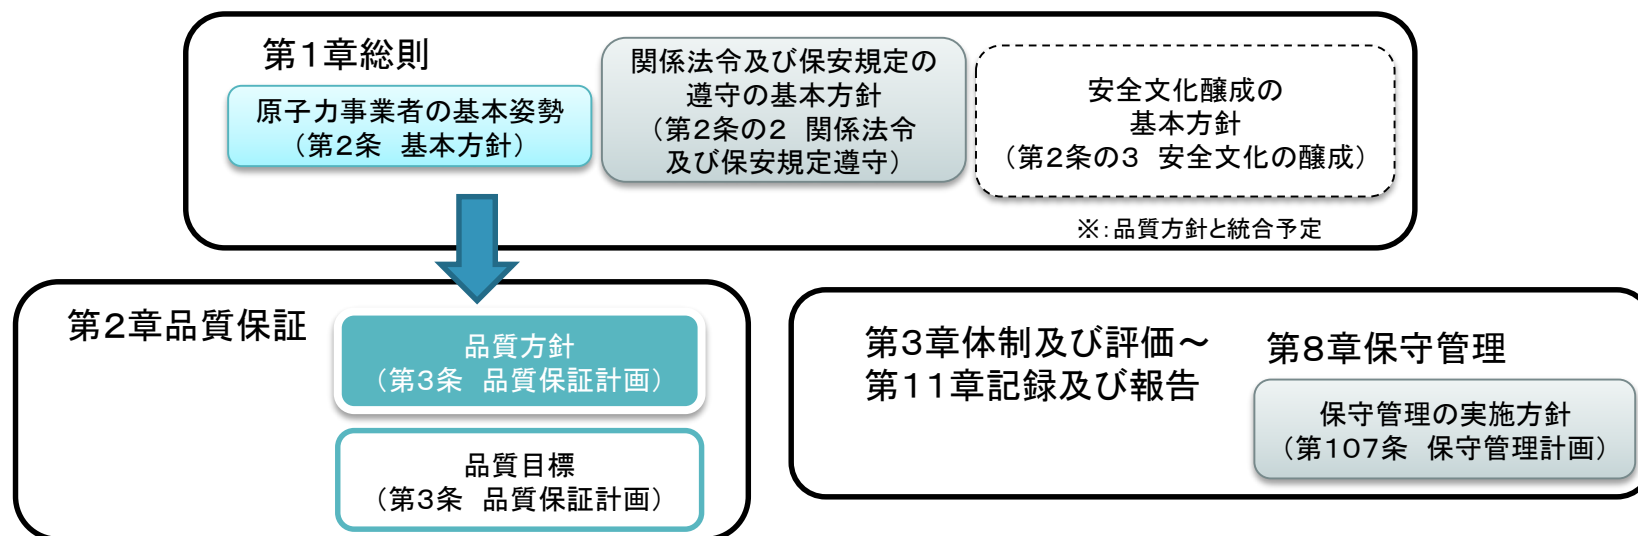 第1章総則
原子力事業者の基本姿勢
（第2条　基本方針）
関係法令及び保安規定の
遵守の基本方針
（第2条の2　関係法令
及び保安規定遵守）
安全文化醸成の
基本方針
（第2条の3　安全文化の醸成）
※：品質方針と統合予定
第2章品質保証
品質方針
（第3条　品質保証計画）
品質目標
（第3条　品質保証計画）
第3章体制及び評価～
第11章記録及び報告
第8章保守管理
保守管理の実施方針
（第107条　保守管理計画）